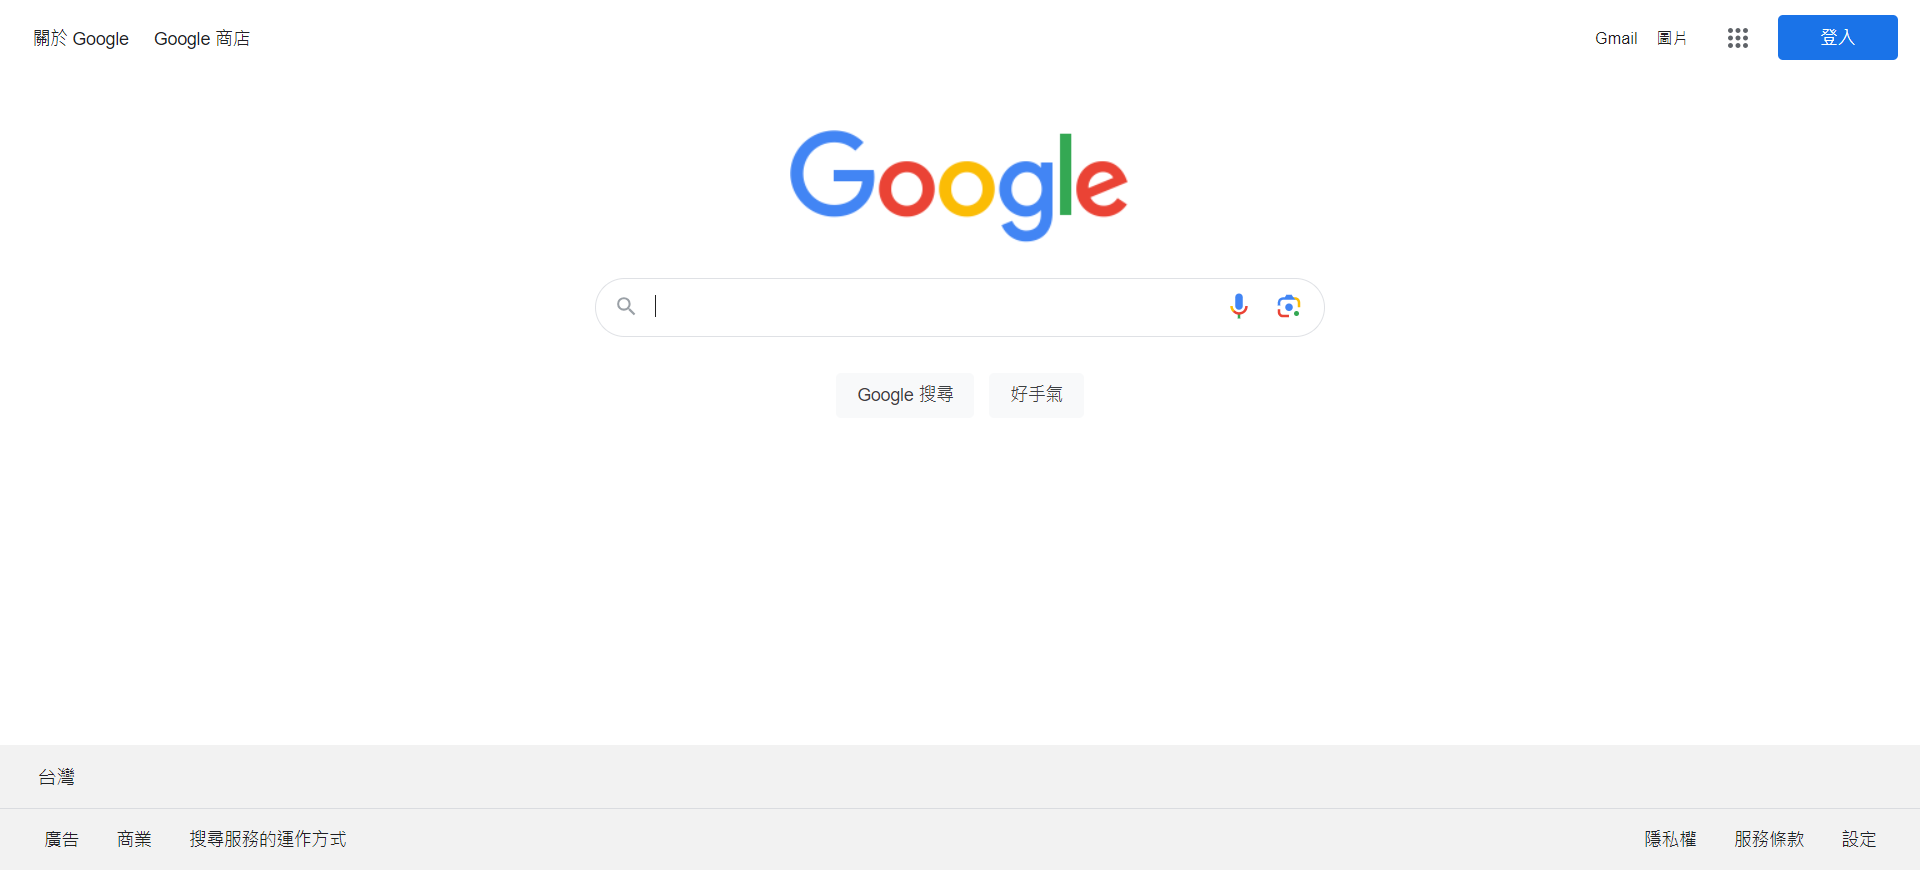 關於 Google
Google 商店
Gmail
圖片
登入
Google
Google 搜尋
好手氣
台灣
廣告
商業
搜尋服務的運作方式
隱私權
服務條款
設定